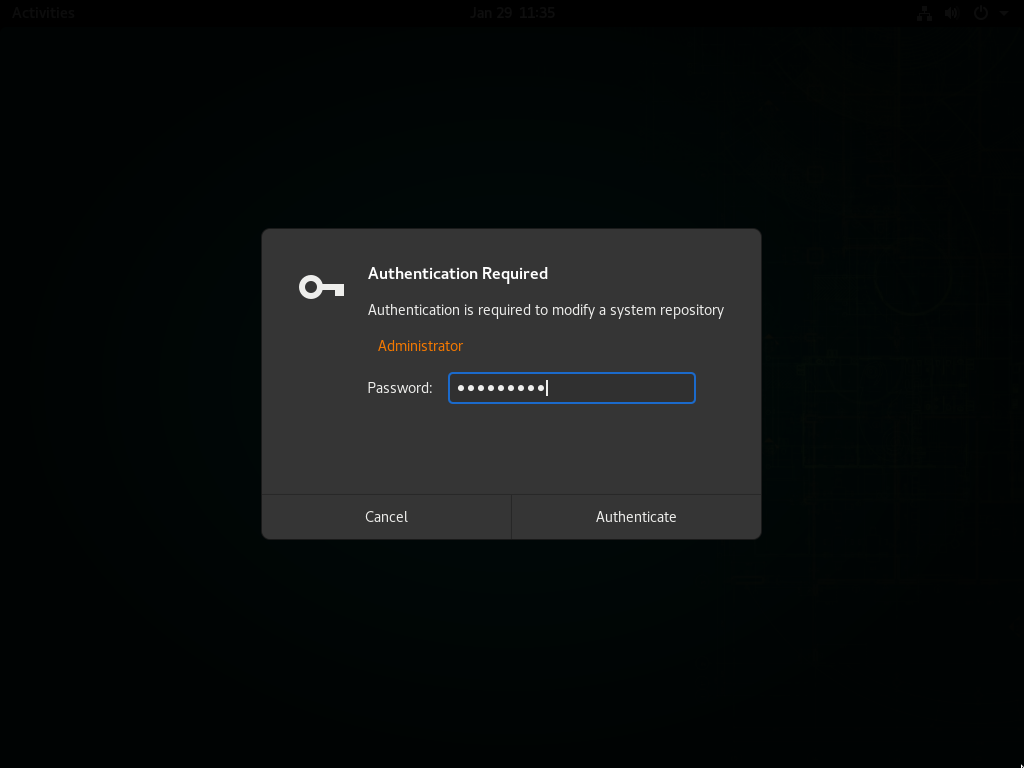 Activities
Jan 29 11:35
Authentication Required
Authentication is required to modify a system repository
Administrator
Password: •••••••••
Cancel
Authenticate